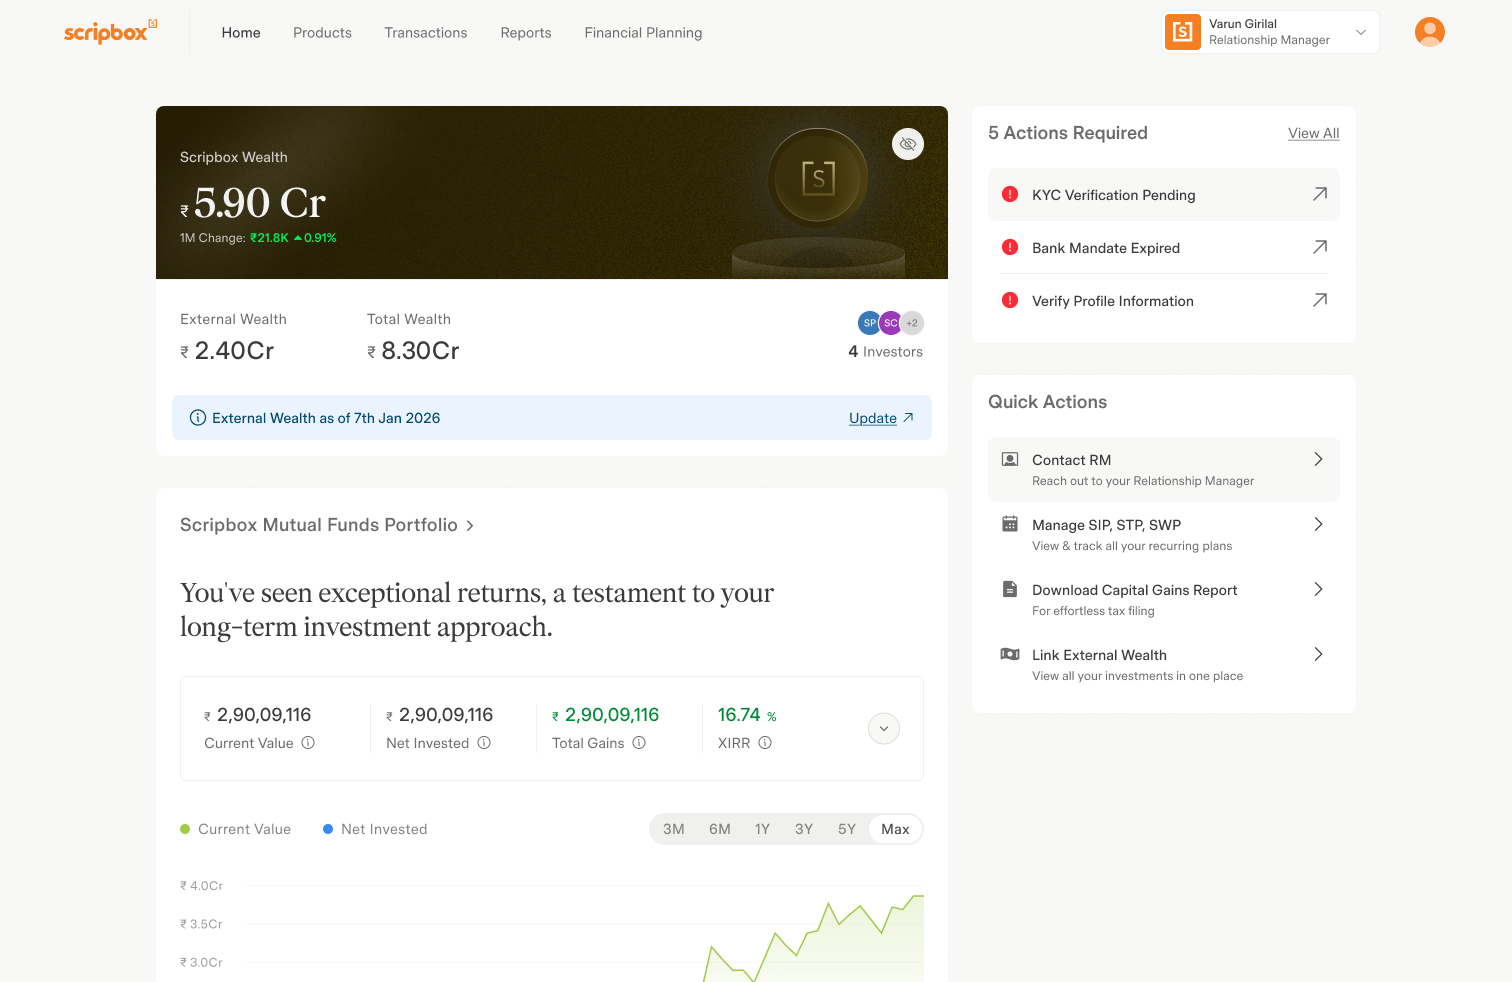 scripbox[s]
Home
Products
Transactions
Reports
Financial Planning
[S]
Varun Girilal
Relationship Manager
Scripbox Wealth
₹ 5.90 Cr
1M Change: ₹21.8K 0.91%
[S]
External Wealth
₹ 2.40Cr
Total Wealth
₹ 8.30Cr
SP SC +2
4 Investors
External Wealth as of 7th Jan 2026
Update
5 Actions Required
View All
KYC Verification Pending
Bank Mandate Expired
Verify Profile Information
Quick Actions
Contact RM
Reach out to your Relationship Manager
Manage SIP, STP, SWP
View & track all your recurring plans
Download Capital Gains Report
For effortless tax filing
Link External Wealth
View all your investments in one place
Scripbox Mutual Funds Portfolio
You've seen exceptional returns, a testament to your
long-term investment approach.
₹ 2,90,09,116
Current Value
₹ 2,90,09,116
Net Invested
₹ 2,90,09,116
Total Gains
16.74 %
XIRR
Current Value
Net Invested
3M 6M 1Y 3Y 5Y Max
₹ 4.0Cr
₹ 3.5Cr
₹ 3.0Cr